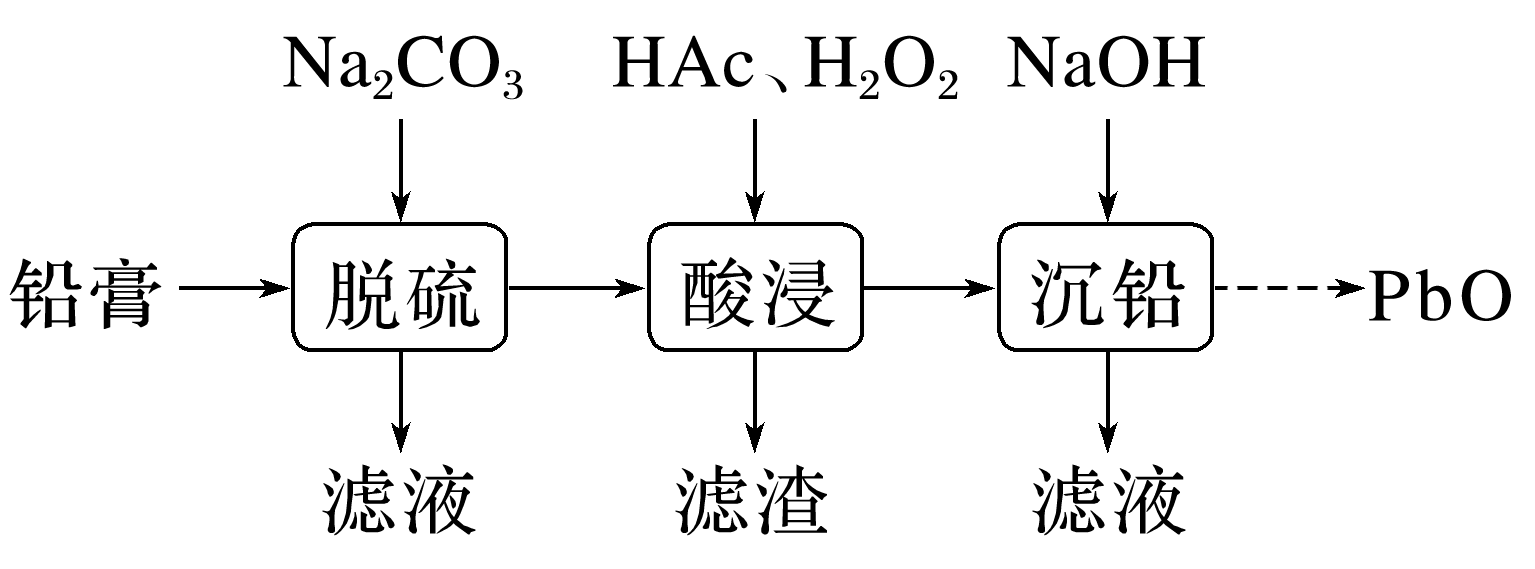 Na₂CO₃ HAc、H₂O₂ NaOH
铅膏 脱硫 酸浸 沉铅 PbO
滤液 滤渣 滤液